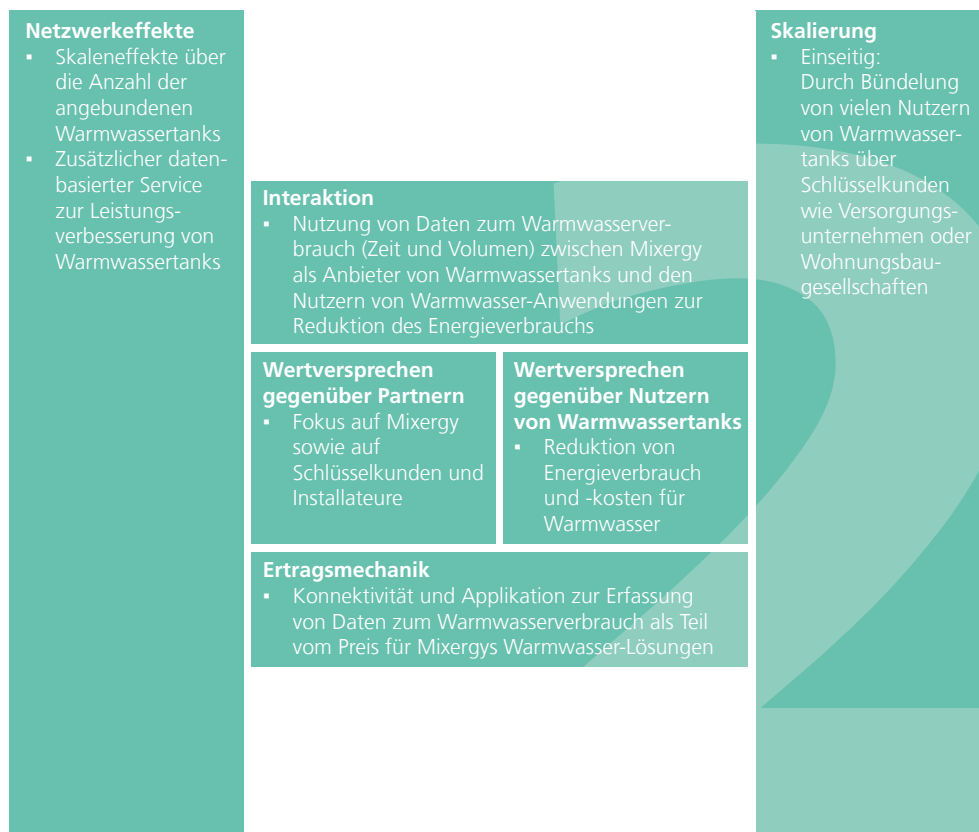 Netzwerkeffekte
▪ Skaleneffekte über
die Anzahl der
angebundenen
Warmwassertanks
▪ Zusätzlicher daten-
basierter Service
zur Leistungs-
verbesserung von
Warmwassertanks
Interaktion
▪ Nutzung von Daten zum Warmwasserver-
brauch (Zeit und Volumen) zwischen Mixergy
als Anbieter von Warmwassertanks und den
Nutzern von Warmwasser-Anwendungen zur
Reduktion des Energieverbrauchs
Wertversprechen
gegenüber Partnern
▪ Fokus auf Mixergy
sowie auf
Schlüsselkunden und
Installateure
Wertversprechen
gegenüber Nutzern
von Warmwassertanks
▪ Reduktion von
Energieverbrauch
und -kosten für
Warmwasser
Ertragsmechanik
▪ Konnektivität und Applikation zur Erfassung
von Daten zum Warmwasserverbrauch als Teil
vom Preis für Mixergys Warmwasser-Lösungen
Skalierung
▪ Einseitig:
Durch Bündelung
von vielen Nutzern
von Warmwasser-
tanks über
Schlüsselkunden
wie Versorgungs-
unternehmen oder
Wohnungsbau-
gesellschaften
2